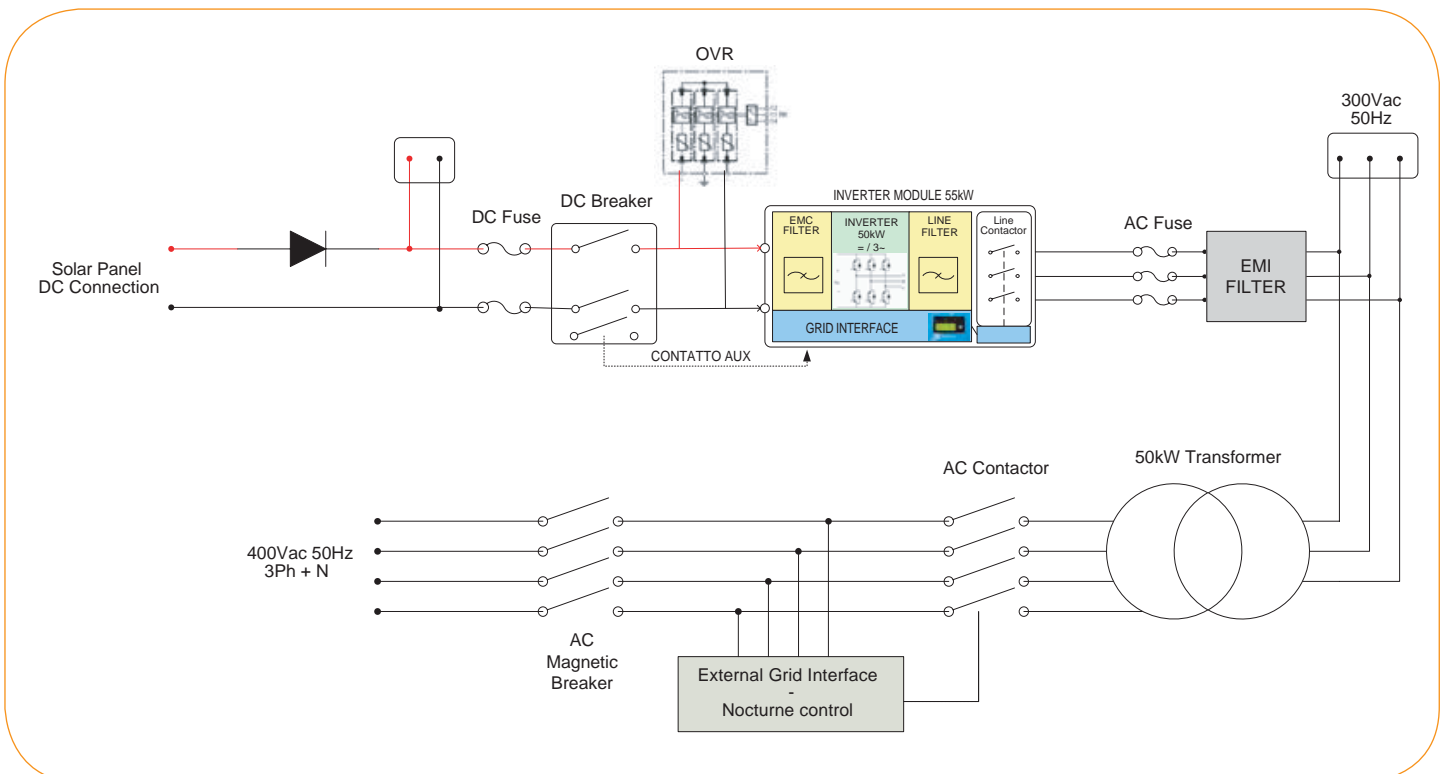 OVR
300Vac
50Hz
DC Fuse
DC Breaker
INVERTER MODULE 55kW
EMC
FILTER
INVERTER
50kW
= / 3~
LINE
FILTER
Line
Contactor
AC Fuse
EMI
FILTER
Solar Panel
DC Connection
GRID INTERFACE
CONTATTO AUX
50kW Transformer
AC Contactor
400Vac 50Hz
3Ph + N
AC
Magnetic
Breaker
External Grid Interface
-
Nocturne control